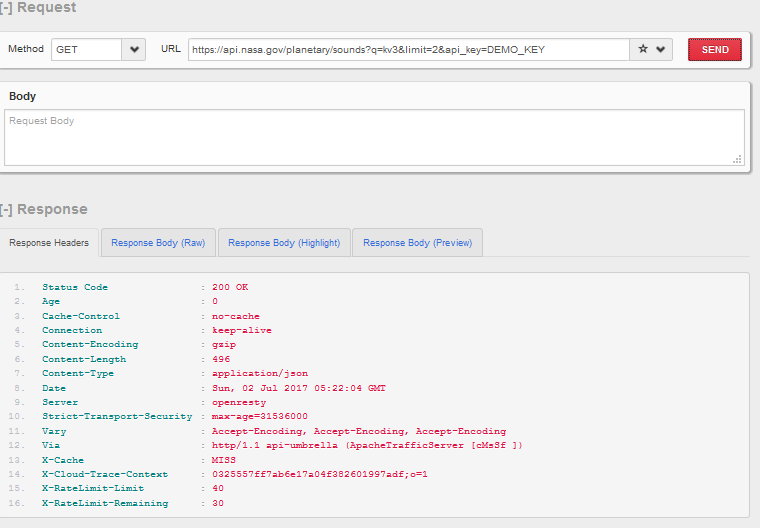 [-] Request
Method GET URL https://api.nasa.gov/planetary/sounds?q=kv3&limit=2&api_key=DEMO_KEY SEND
Body
Request Body
[-] Response
Response Headers Response Body (Raw) Response Body (Highlight) Response Body (Preview)
1. Status Code : 200 OK
2. Age : 0
3. Cache-Control : no-cache
4. Connection : keep-alive
5. Content-Encoding : gzip
6. Content-Length : 496
7. Content-Type : application/json
8. Date : Sun, 02 Jul 2017 05:22:04 GMT
9. Server : openresty
10. Strict-Transport-Security : max-age=31536000
11. Vary : Accept-Encoding, Accept-Encoding, Accept-Encoding
12. Via : http/1.1 api-umbrella (ApacheTrafficServer [cMsSf ])
13. X-Cache : MISS
14. X-Cloud-Trace-Context : 0325557ff7ab6e17a04f382601997adf;o=1
15. X-RateLimit-Limit : 40
16. X-RateLimit-Remaining : 30